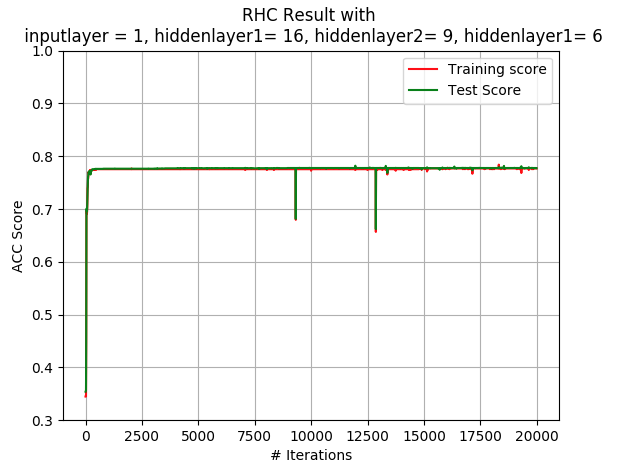 RHC Result with
inputlayer = 1, hiddenlayer1= 16, hiddenlayer2= 9, hiddenlayer1= 6
1.0
0.9
0.8
0.7
0.6
0.5
0.4
0.3
ACC Score
Training score
Test Score
0 2500 5000 7500 10000 12500 15000 17500 20000
# Iterations